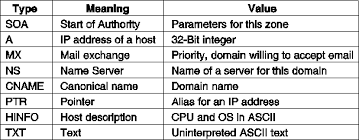 Type Meaning Value
SOA Start of Authority Parameters for this zone
A IP address of a host 32-Bit integer
MX Mail exchange Priority, domain willing to accept email
NS Name Server Name of a server for this domain
CNAME Canonical name Domain name
PTR Pointer Alias for an IP address
HINFO Host description CPU and OS in ASCII
TXT Text Uninterpreted ASCII text